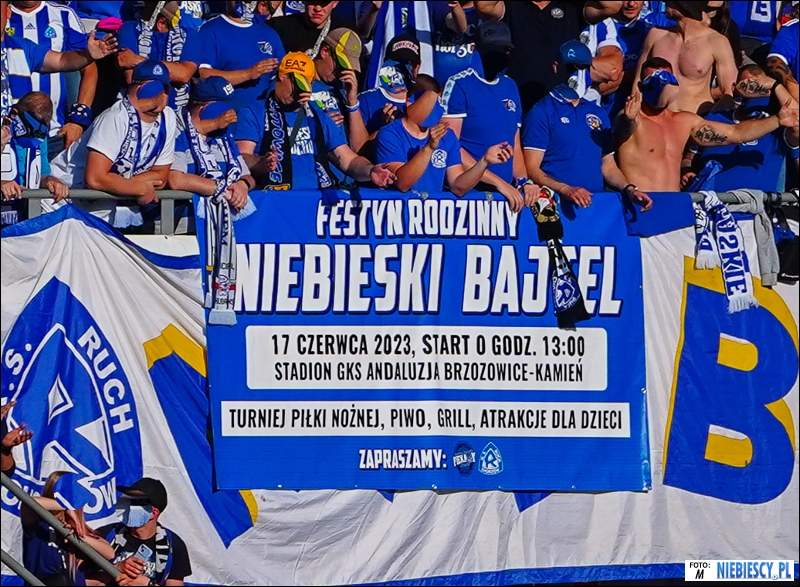 EA7
FESTYN RODZINNY
NIEBIESKI BAJTEL
17 CZERWCA 2023, START O GODZ. 13:00
STADION GKS ANDALUZJA BRZOZOWICE-KAMIEŃ
TURNIEJ PIŁKI NOŻNEJ, PIWO, GRILL, ATRAKCJE DLA DZIECI
ZAPRASZAMY:
RUCH
B
FOTO:
M
NIEBIESCY.PL